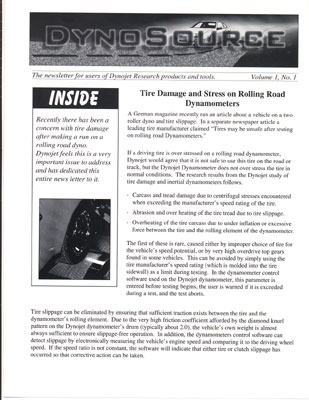 DYNOSOURCE
The newsletter for users of Dynojet Research products and tools. Volume 1, No. 1
INSIDE
Recently there has been a
concern with tire damage
after making a run on a
rolling road dyno.
Dynojet feels this is a very
important issue to address
and has dedicated this
entire news letter to it.
Tire Damage and Stress on Rolling Road
Dynamometers
A German magazine recently ran an article about a vehicle on a two-
roller dyno and tire slippage. In a separate newspaper article a
leading tire manufacturer claimed "Tires may be unsafe after testing
on rolling road Dynamometers."
If a driving tire is over stressed on a rolling road dynamometer,
Dynojet would agree that it is not safe to use this tire on the road or
track, but the Dynojet Dynamometer does not over stress the tire in
normal conditions. The research results from the Dynojet study of
tire damage and inertial dynamometers follows.
· Carcass and tread damage due to centrifugal stresses encountered
when exceeding the manufacturer's speed rating of the tire.
· Abrasion and over heating of the tire tread due to tire slippage.
· Overheating of the tire carcass due to under inflation or excessive
force between the tire and the rolling element of the dynamometer.
The first of these is rare, caused either by improper choice of tire for
the vehicle's speed potential, or by very high overdrive top gears
found in some vehicles. This can be avoided by simply using the
tire manufacturer's speed rating (which is molded into the tire
sidewall) as a limit during testing. In the dynamometer control
software used on the Dynojet dynamometer, this parameter is
entered before testing begins, the user is warned if it is exceeded
during a test, and the test aborts.
Tire slippage can be eliminated by ensuring that sufficient traction exists between the tire and the
dynamometer's rolling element. Due to the very high friction coefficient afforded by the diamond knurl
pattern on the Dynojet dynamometer's drum (typically about 2.0), the vehicle's own weight is almost
always sufficient to ensure slippage-free operation. In addition, the dynamometers control software can
detect slippage by electronically measuring the vehicle's engine speed and comparing it to the driving wheel
speed. If the speed ratio is not constant, the software will indicate that either tire or clutch slippage has
occurred so that corrective action can be taken.